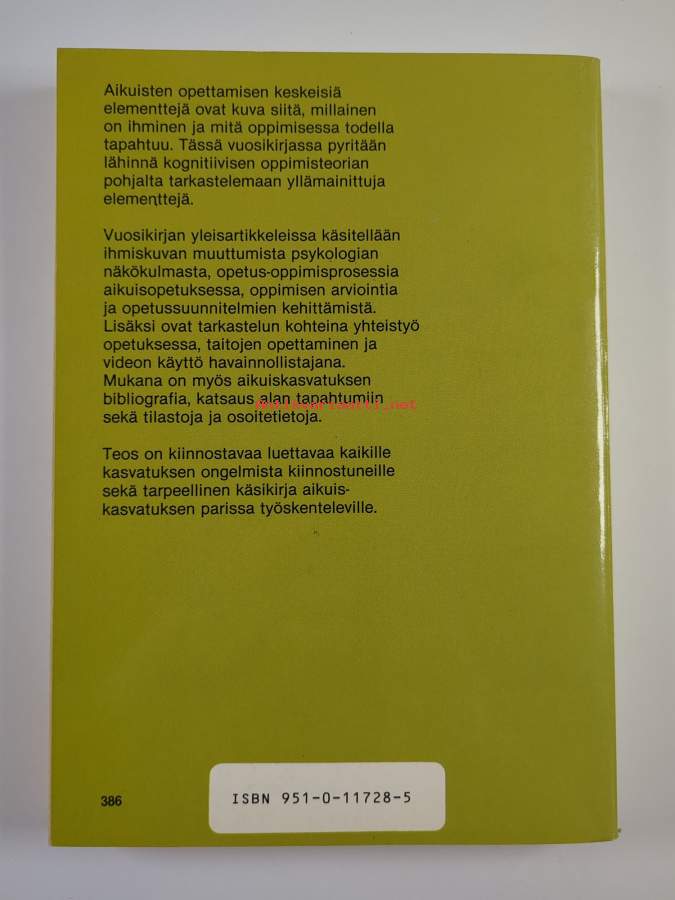 Aikuisten opettamisen keskeisiä
elementtejä ovat kuva siitä, millainen
on ihminen ja mitä oppimisessa todella
tapahtuu. Tässä vuosikirjassa pyritään
lähinnä kognitiivisen oppimisteorian
pohjalta tarkastelemaan yllämainittuja
elementtejä.
Vuosikirjan yleisartikkeleissa käsitellään
ihmiskuvan muuttumista psykologian
näkökulmasta, opetus-oppimisprosessia
aikuisopetuksessa, oppimisen arviointia
ja opetussuunnitelmien kehittämistä.
Lisäksi ovat tarkastelun kohteina yhteistyö
opetuksessa, taitojen opettaminen ja
videon käyttö havainnollistajana.
Mukana on myös aikuiskasvatuksen
bibliografia, katsaus alan tapahtumiin
Antikvariaatti.net
sekä tilastoja ja osoitetietoja.
Teos on kiinnostavaa luettavaa kaikille
kasvatuksen ongelmista kiinnostuneille
sekä tarpeellinen käsikirja aikuis-
kasvatuksen parissa työskenteleville.
386
ISBN 951-0-11728-5